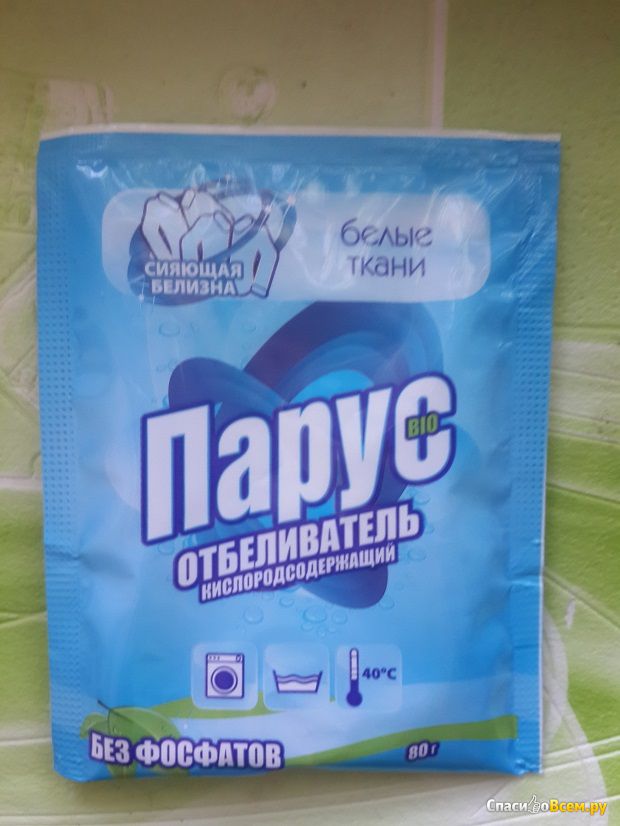 СИЯЮЩАЯ
БЕЛИЗНА
белые
ткани
Парус
BIO
ОТБЕЛИВАТЕЛЬ
КИСЛОРОДСОДЕРЖАЩИЙ
40°C
БЕЗ ФОСФАТОВ
80 г
СпасибоВсем.ру